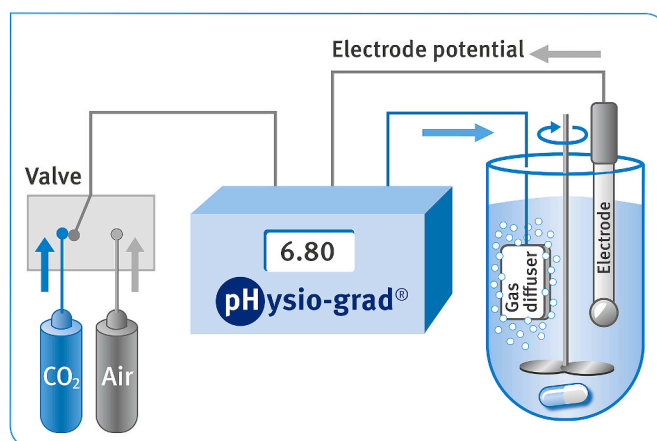 Electrode potential
Valve
6.80
pHysio-grad®
CO₂
Air
Gas
diffuser
Electrode